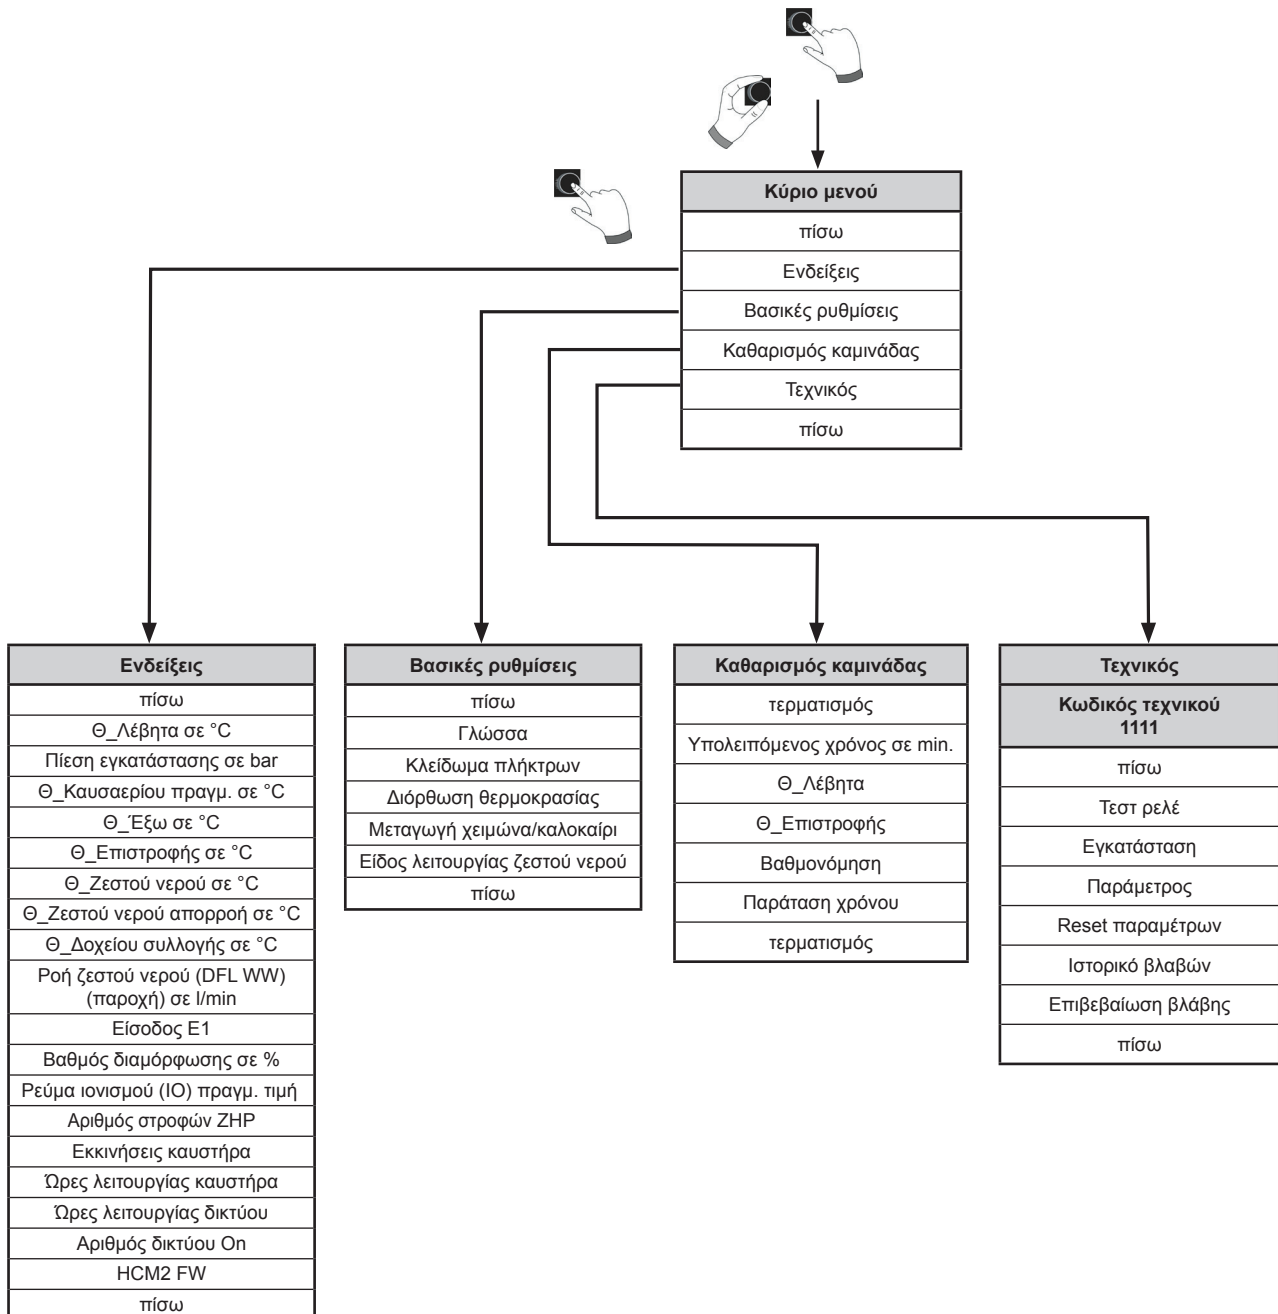 Κύριο μενού
πίσω
Ενδείξεις
Βασικές ρυθμίσεις
Καθαρισμός καμινάδας
Τεχνικός
πίσω
Ενδείξεις
πίσω
Θ_Λέβητα σε °C
Πίεση εγκατάστασης σε bar
Θ_Καυσαερίου πραγμ. σε °C
Θ_Έξω σε °C
Θ_Επιστροφής σε °C
Θ_Ζεστού νερού σε °C
Θ_Ζεστού νερού απορροή σε °C
Θ_Δοχείου συλλογής σε °C
Ροή ζεστού νερού (DFL WW)
(παροχή) σε l/min
Είσοδος E1
Βαθμός διαμόρφωσης σε %
Ρεύμα ιονισμού (IO) πραγμ. τιμή
Αριθμός στροφών ZHP
Εκκινήσεις καυστήρα
Ώρες λειτουργίας καυστήρα
Ώρες λειτουργίας δικτύου
Αριθμός δικτύου On
HCM2 FW
πίσω
Βασικές ρυθμίσεις
πίσω
Γλώσσα
Κλείδωμα πλήκτρων
Διόρθωση θερμοκρασίας
Μεταγωγή χειμώνα/καλοκαίρι
Είδος λειτουργίας ζεστού νερού
πίσω
Καθαρισμός καμινάδας
τερματισμός
Υπολειπόμενος χρόνος σε min.
Θ_Λέβητα
Θ_Επιστροφής
Βαθμονόμηση
Παράταση χρόνου
τερματισμός
Τεχνικός
Κωδικός τεχνικού
1111
πίσω
Τεστ ρελέ
Εγκατάσταση
Παράμετρος
Reset παραμέτρων
Ιστορικό βλαβών
Επιβεβαίωση βλάβης
πίσω